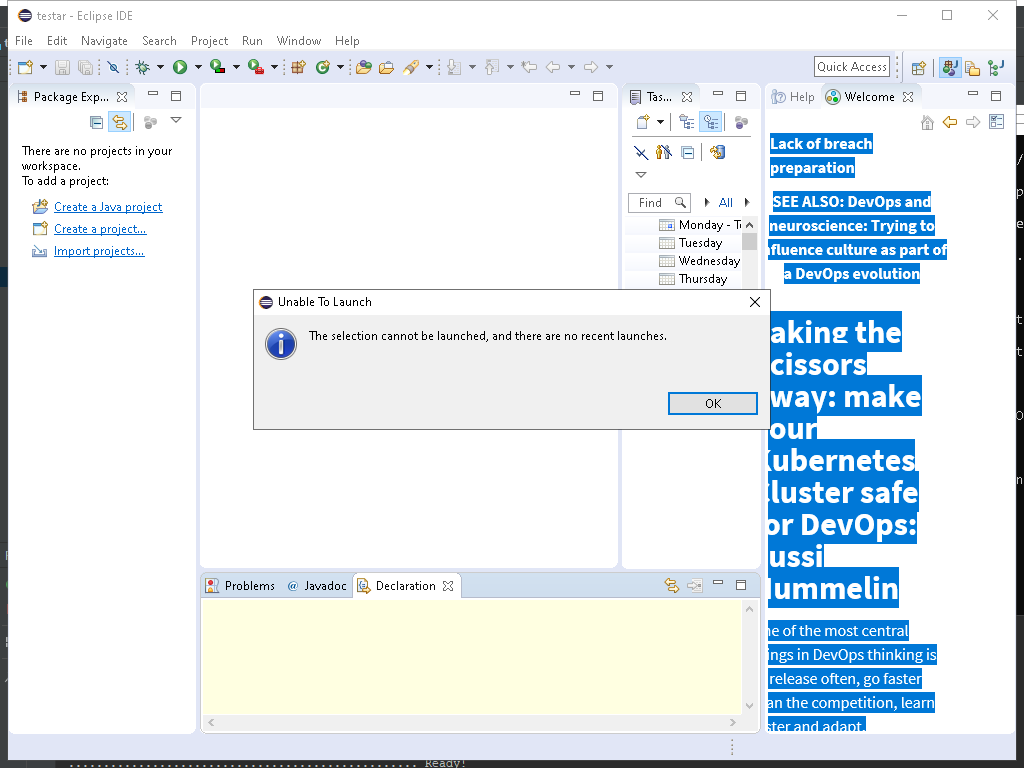 testar - Eclipse IDE
File Edit Navigate Search Project Run Window Help
Quick Access
Package Exp...
Tas...
Help
Welcome
There are no projects in your
workspace.
To add a project:
Create a Java project
Create a project...
Import projects...
Find
All
Monday - T
Tuesday
Wednesday
Thursday
Lack of breach
preparation
SEE ALSO: DevOps and
neuroscience: Trying to
nfluence culture as part of
a DevOps evolution
aking the
cissors
way: make
our
Kubernetes
Cluster safe
or DevOps:
ussi
Nummelin
ne of the most central
ings in DevOps thinking is
release often, go faster
an the competition, learn
ster and adapt.
Unable To Launch
The selection cannot be launched, and there are no recent launches.
OK
Problems
@ Javadoc
Declaration
Ready!